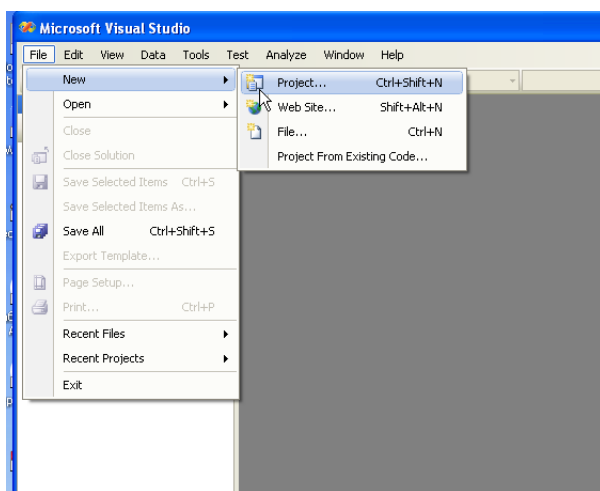 Microsoft Visual Studio
File Edit View Data Tools Test Analyze Window Help
New
Open
Close
Close Solution
Save Selected Items Ctrl+S
Save Selected Items As...
Save All Ctrl+Shift+S
Export Template...
Page Setup...
Print... Ctrl+P
Recent Files
Recent Projects
Exit
Project... Ctrl+Shift+N
Web Site... Shift+Alt+N
File... Ctrl+N
Project From Existing Code...